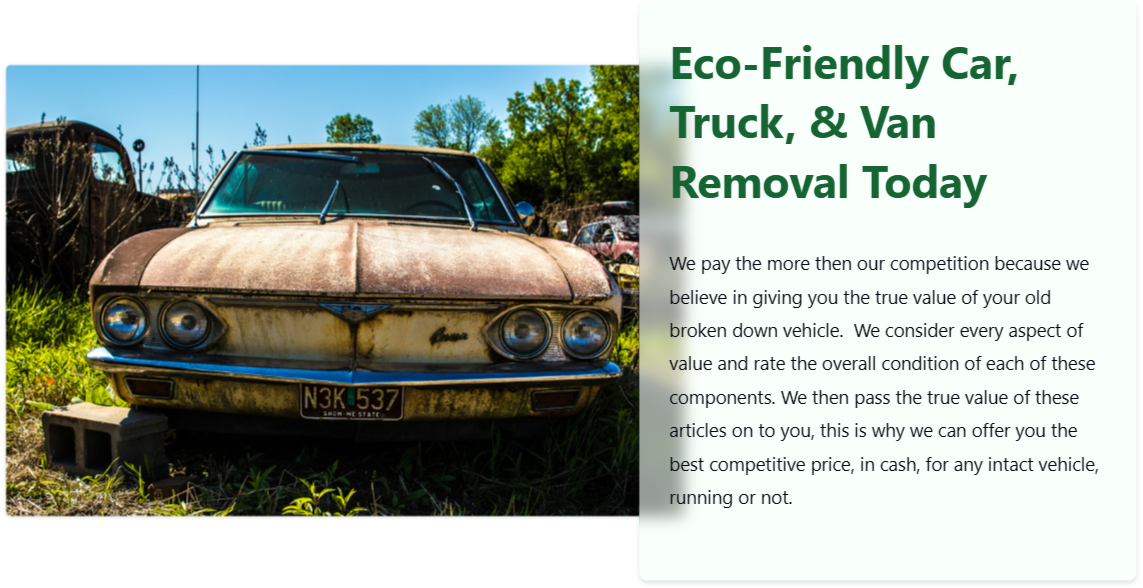 Eco-Friendly Car,
Truck, & Van
Removal Today
We pay the more then our competition because we
believe in giving you the true value of your old
broken down vehicle.  We consider every aspect of
value and rate the overall condition of each of these
components. We then pass the true value of these
articles on to you, this is why we can offer you the
best competitive price, in cash, for any intact vehicle,
running or not.
Corvair
N3K 537
SHOW-ME STATE